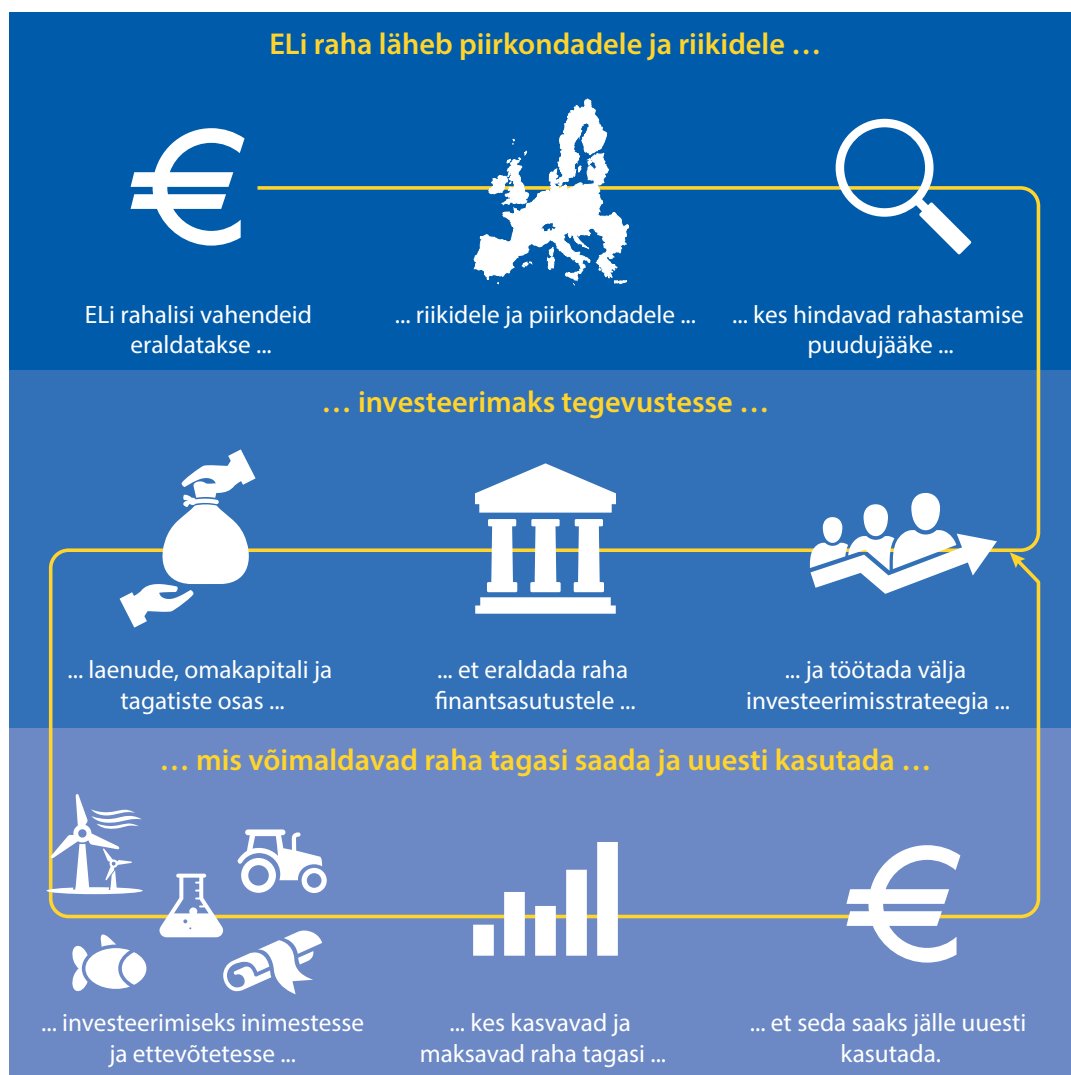 ELi raha läheb piirkondadele ja riikidele …
ELi rahalisi vahendeid
eraldatakse ...
... riikidele ja piirkondadele ...
... kes hindavad rahastamise
puudujääke ...
… investeerimaks tegevustesse …
... laenude, omakapitali ja
tagatiste osas ...
... et eraldada raha
finantsasutustele ...
... ja töötada välja
investeerimisstrateegia ...
… mis võimaldavad raha tagasi saada ja uuesti kasutada …
... investeerimiseks inimestesse
ja ettevõtetesse ...
... kes kasvavad ja
maksavad raha tagasi ...
... et seda saaks jälle uuesti
kasutada.